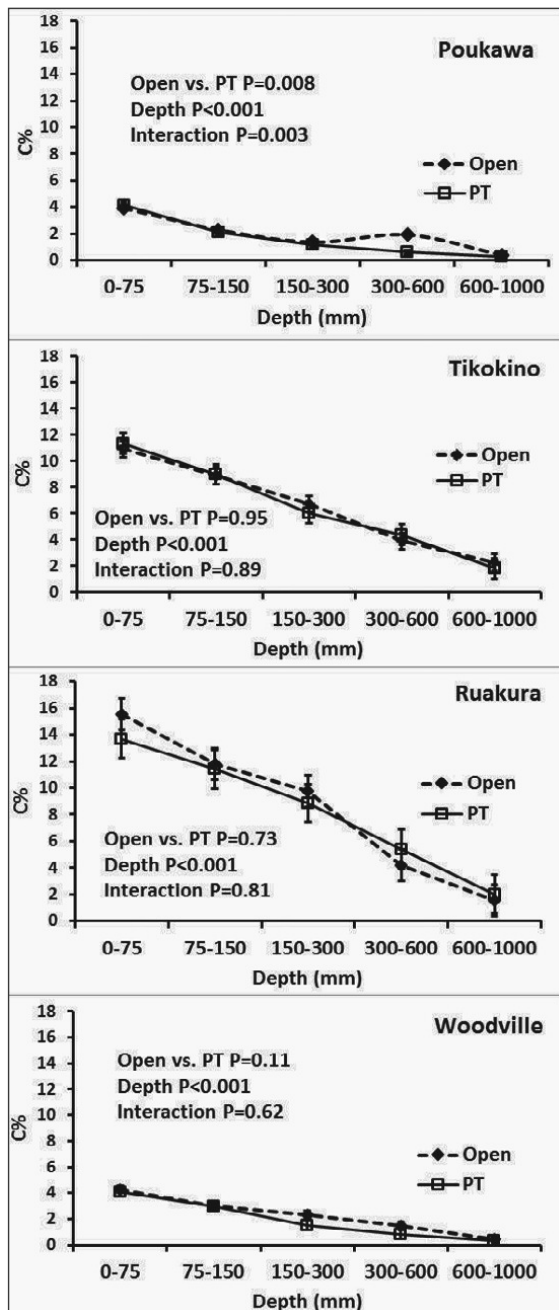 Poukawa
Open vs. PT P=0.008
Depth P<0.001
Interaction P=0.003
Open
PT
C%
18
16
14
12
10
8
6
4
2
0
0-75 75-150 150-300 300-600 600-1000
Depth (mm)
Tikokino
Open
PT
Open vs. PT P=0.95
Depth P<0.001
Interaction P=0.89
C%
18
16
14
12
10
8
6
4
2
0
0-75 75-150 150-300 300-600 600-1000
Depth (mm)
Ruakura
Open
PT
Open vs. PT P=0.73
Depth P<0.001
Interaction P=0.81
C%
18
16
14
12
10
8
6
4
2
0
0-75 75-150 150-300 300-600 600-1000
Depth (mm)
Woodville
Open vs. PT P=0.11
Depth P<0.001
Interaction P=0.62
Open
PT
C%
18
16
14
12
10
8
6
4
2
0
0-75 75-150 150-300 300-600 600-1000
Depth (mm)